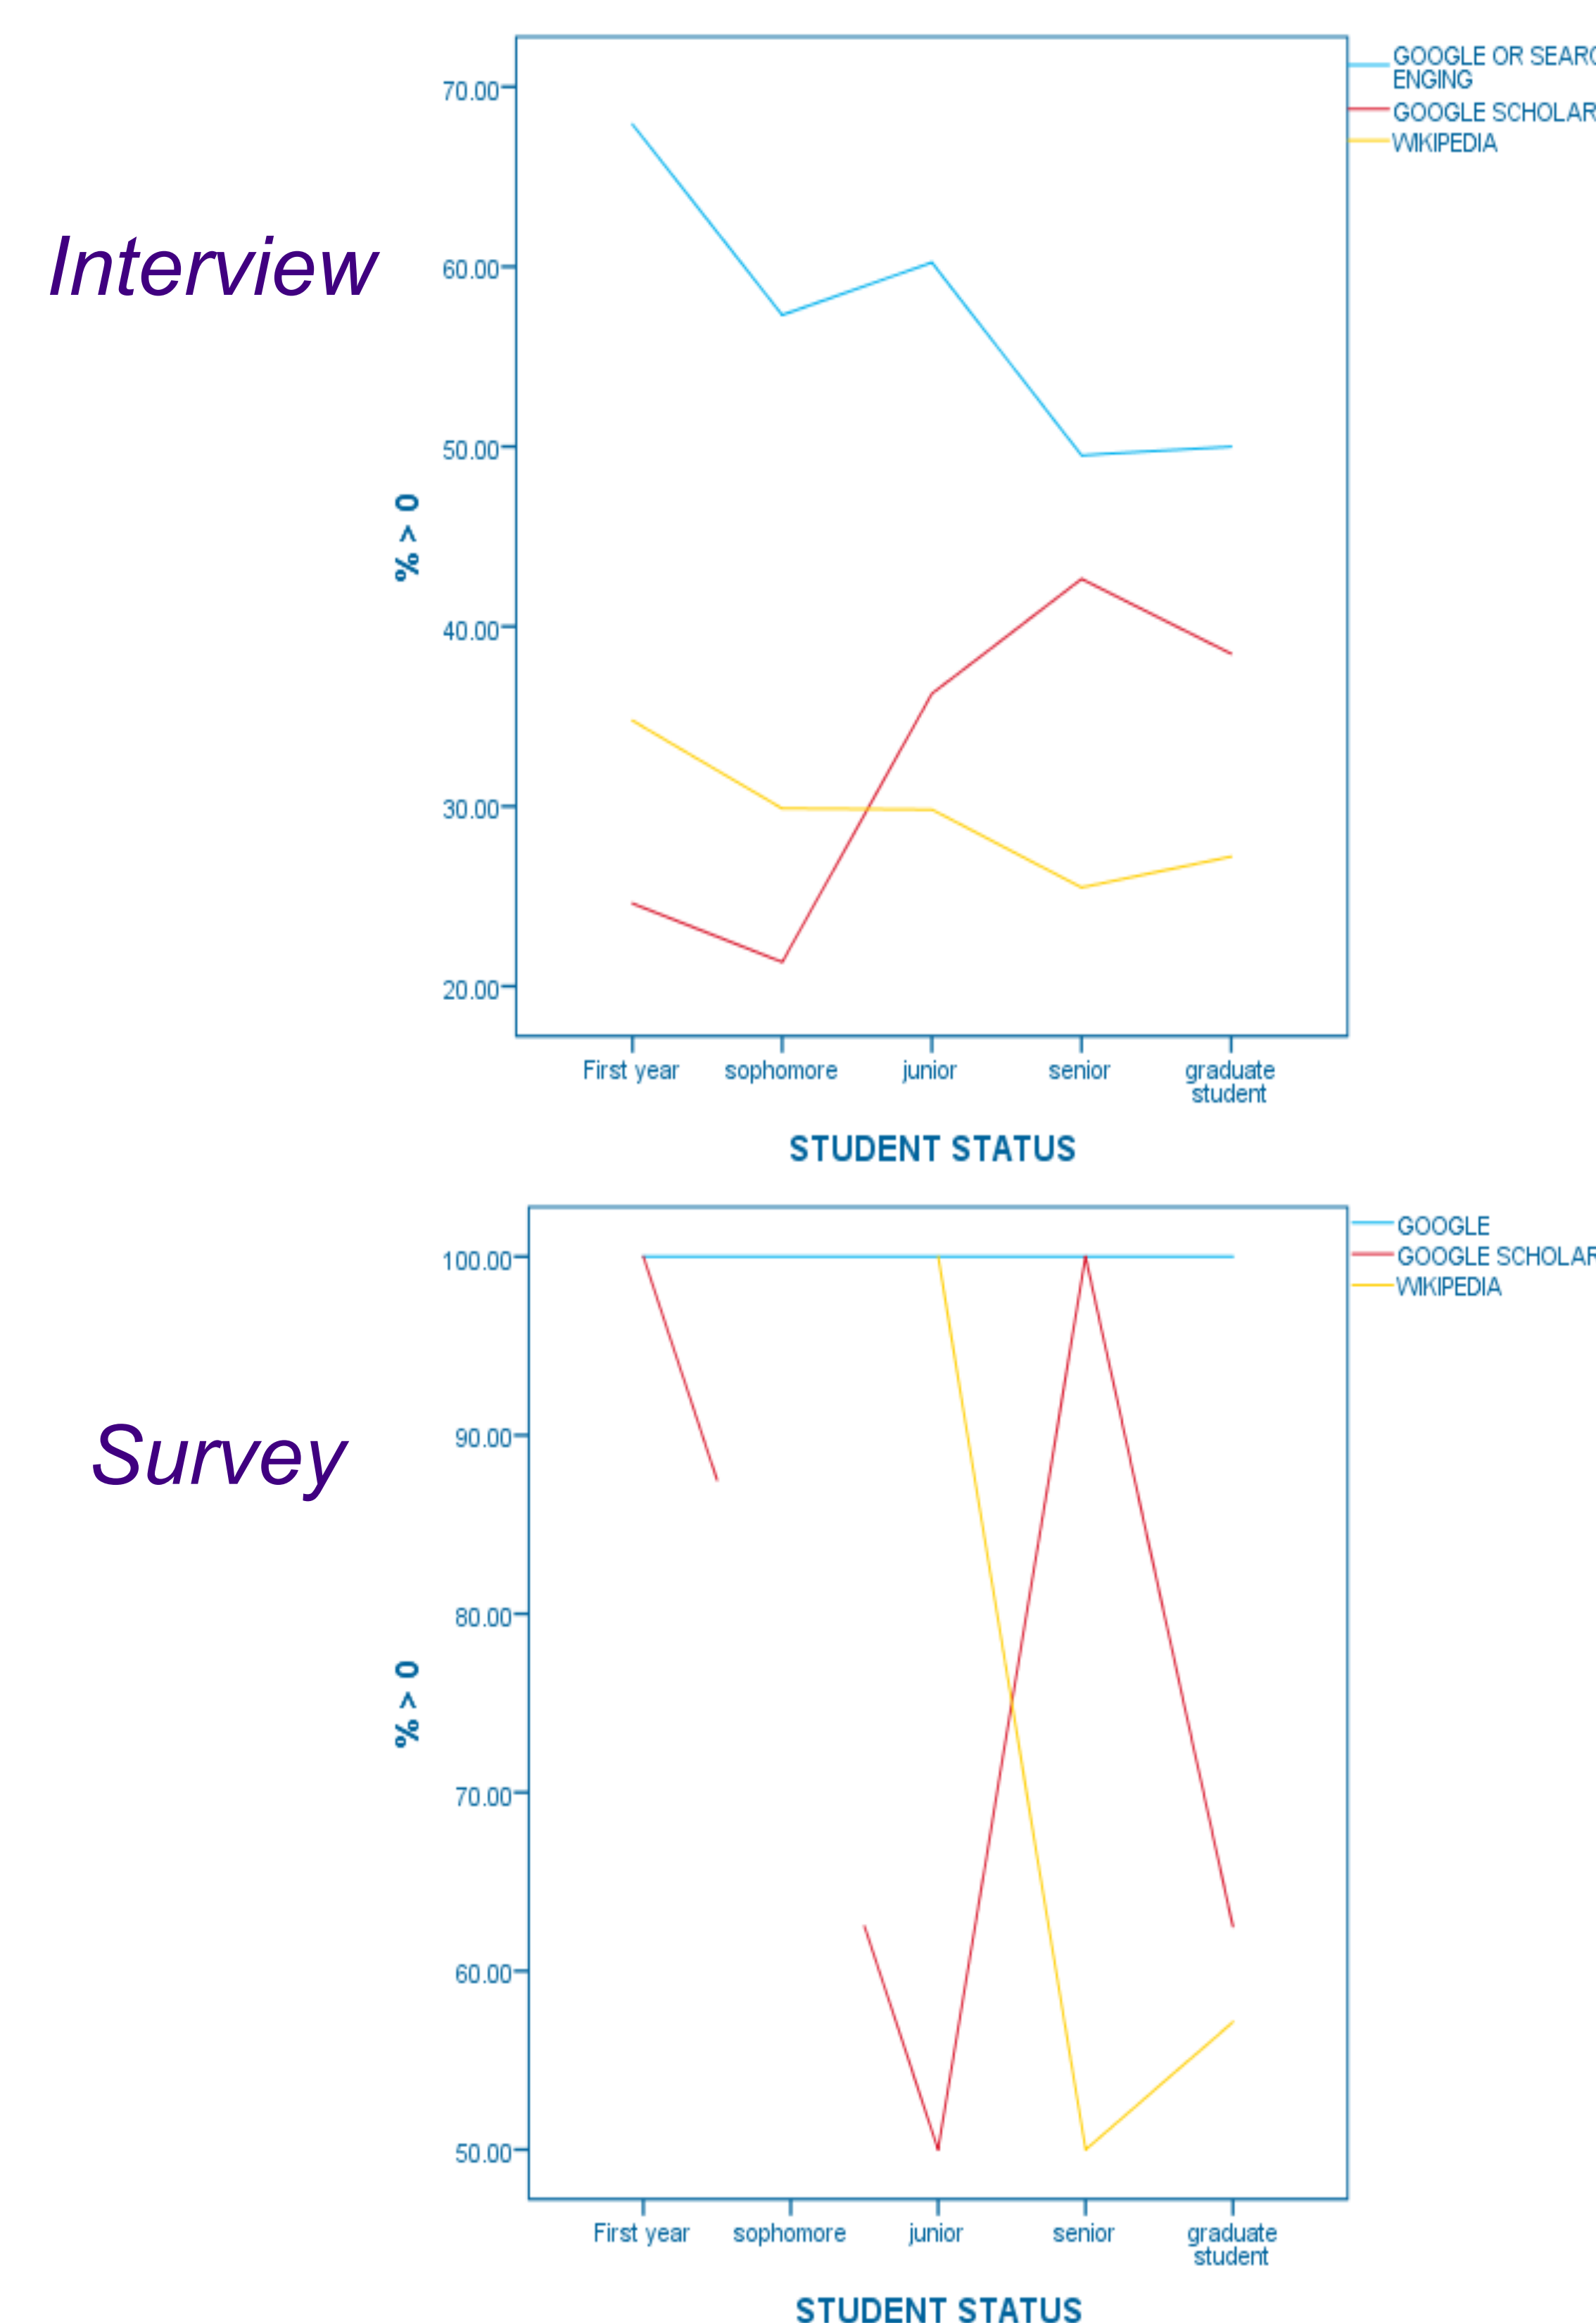 Interview
GOOGLE OR
ENGING
GOOGLE SCHOLAR
WIKIPEDIA
70.00
60.00
50.00
40.00
30.00
20.00
% > 0
First year
sophomore
junior
senior
graduate
student
STUDENT STATUS
Survey
GOOGLE
GOOGLE SCHOLAR
WIKIPEDIA
100.00
90.00
80.00
70.00
60.00
50.00
% > 0
First year
sophomore
junior
senior
graduate
student
STUDENT STATUS